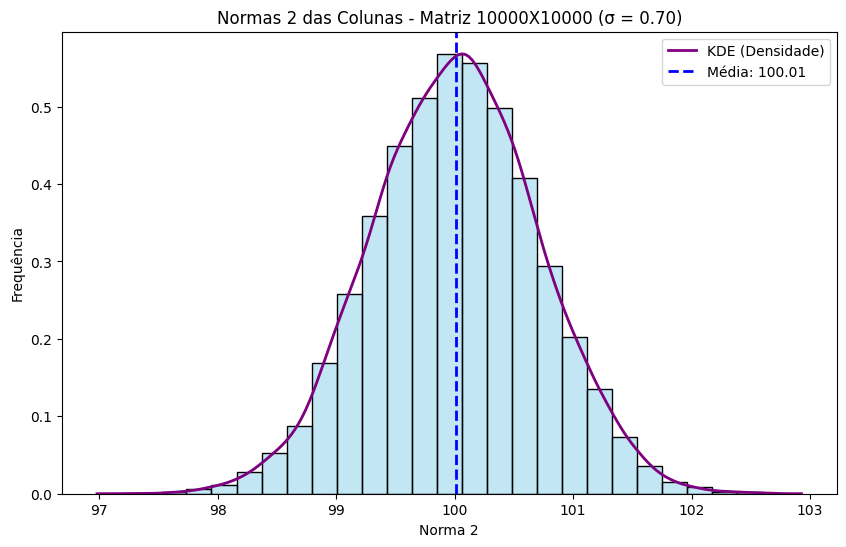 Normas 2 das Colunas - Matriz 10000X10000 (σ = 0.70)
KDE (Densidade)
Média: 100.01
Frequência
0.5
0.4
0.3
0.2
0.1
0.0
97 98 99 100 101 102 103
Norma 2